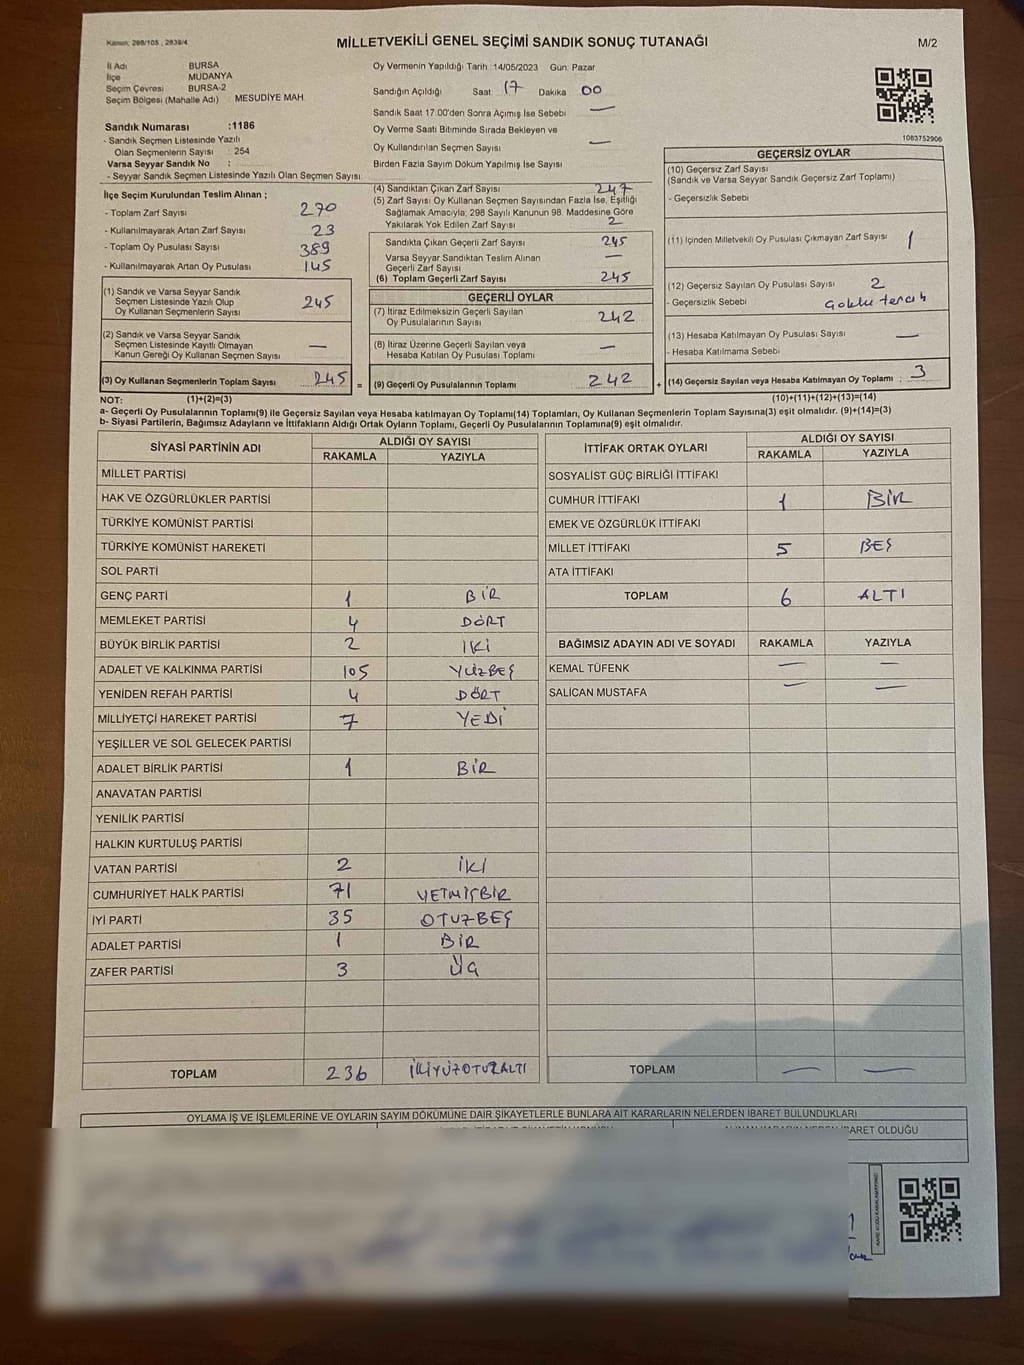 Kanun; 298/105 , 2839/4
MİLLETVEKİLİ GENEL SEÇİMİ SANDIK SONUÇ TUTANAĞI
M/2
İl Adı BURSA
İlçe MUDANYA
Seçim Çevresi BURSA-2
Seçim Bölgesi (Mahalle Adı) MESUDİYE MAH.
Sandık Numarası :1186
- Sandık Seçmen Listesinde Yazılı
Olan Seçmenlerin Sayısı : 254
Varsa Seyyar Sandık No :
- Seyyar Sandık Seçmen Listesinde Yazılı Olan Seçmen Sayısı:
Oy Vermenin Yapıldığı Tarih 14/05/2023 Gün: Pazar
Sandığın Açıldığı Saat 17 Dakika 00
Sandık Saat 17.00'den Sonra Açımış İse Sebebi —
Oy Verme Saati Bitiminde Sırada Bekleyen ve
Oy Kullandırılan Seçmen Sayısı —
Birden Fazla Sayım Döküm Yapılmış İse Sayısı
1083752906
İlçe Seçim Kurulundan Teslim Alınan ;
- Toplam Zarf Sayısı 270
- Kullanılmayarak Artan Zarf Sayısı 23
- Toplam Oy Pusulası Sayısı 389
- Kullanılmayarak Artan Oy Pusulası 145
(1) Sandık ve Varsa Seyyar Sandık
Seçmen Listesinde Yazılı Olup
Oy Kullanan Seçmenlerin Sayısı 245
(2) Sandık ve Varsa Seyyar Sandık
Seçmen Listesinde Kayıtlı Olmayan
Kanun Gereği Oy Kullanan Seçmen Sayısı —
(3) Oy Kullanan Seçmenlerin Toplam Sayısı 245 =
(4) Sandıktan Çıkan Zarf Sayısı 247
(5) Zarf Sayısı Oy Kullanan Seçmen Sayısından Fazla İse, Eşitliği
Sağlamak Amacıyla, 298 Sayılı Kanunun 98. Maddesine Göre
Yakılarak Yok Edilen Zarf Sayısı 2
Sandıkta Çıkan Geçerli Zarf Sayısı 245
Varsa Seyyar Sandıktan Teslim Alınan
Geçerli Zarf Sayısı —
(6) Toplam Geçerli Zarf Sayısı 245
GEÇERLİ OYLAR
(7) İtiraz Edilmeksizin Geçerli Sayılan
Oy Pusulalarının Sayısı 242
(8) İtiraz Üzerine Geçerli Sayılan veya
Hesaba Katılan Oy Pusulası Toplamı —
(9) Geçerli Oy Pusulalarının Toplamı 242 +
GEÇERSİZ OYLAR
(10) Geçersiz Zarf Sayısı
(Sandık ve Varsa Seyyar Sandık Geçersiz Zarf Toplamı)
- Geçersizlik Sebebi
(11) İçinden Milletvekili Oy Pusulası Çıkmayan Zarf Sayısı 1
(12) Geçersiz Sayılan Oy Pusulası Sayısı 2
- Geçersizlik Sebebi Çoklu tercih
(13) Hesaba Katılmayan Oy Pusulası Sayısı —
- Hesaba Katılmama Sebebi
(14) Geçersiz Sayılan veya Hesaba Katılmayan Oy Toplamı : 3
NOT: (1)+(2)=(3) (10)+(11)+(12)+(13)=(14)
a- Geçerli Oy Pusulalarının Toplamı(9) ile Geçersiz Sayılan veya Hesaba katılmayan Oy Toplamı(14) Toplamları, Oy Kullanan Seçmenlerin Toplam Sayısına(3) eşit olmalıdır. (9)+(14)=(3)
b- Siyasi Partilerin, Bağımsız Adayların ve İttifakların Aldığı Ortak Oyların Toplamı, Geçerli Oy Pusulalarının Toplamına(9) eşit olmalıdır.
SİYASİ PARTİNİN ADI ALDIĞI OY SAYISI
RAKAMLA YAZIYLA
MİLLET PARTİSİ
HAK VE ÖZGÜRLÜKLER PARTİSİ
TÜRKİYE KOMÜNİST PARTİSİ
TÜRKİYE KOMÜNİST HAREKETİ
SOL PARTİ
GENÇ PARTİ 1 BİR
MEMLEKET PARTİSİ 4 DÖRT
BÜYÜK BİRLİK PARTİSİ 2 İKİ
ADALET VE KALKINMA PARTİSİ 105 YÜZBEŞ
YENİDEN REFAH PARTİSİ 4 DÖRT
MİLLİYETÇİ HAREKET PARTİSİ 7 YEDİ
YEŞİLLER VE SOL GELECEK PARTİSİ
ADALET BİRLİK PARTİSİ 1 BİR
ANAVATAN PARTİSİ
YENİLİK PARTİSİ
HALKIN KURTULUŞ PARTİSİ
VATAN PARTİSİ 2 İKİ
CUMHURİYET HALK PARTİSİ 71 YETMİŞBİR
İYİ PARTİ 35 OTUZBEŞ
ADALET PARTİSİ 1 BİR
ZAFER PARTİSİ 3 ÜÇ
TOPLAM 236 İKİYÜZOTUZALTI
İTTİFAK ORTAK OYLARI ALDIĞI OY SAYISI
RAKAMLA YAZIYLA
SOSYALİST GÜÇ BİRLİĞİ İTTİFAKI
CUMHUR İTTİFAKI 1 BİR
EMEK VE ÖZGÜRLÜK İTTİFAKI
MİLLET İTTİFAKI 5 BEŞ
ATA İTTİFAKI
TOPLAM 6 ALTI
BAĞIMSIZ ADAYIN ADI VE SOYADI RAKAMLA YAZIYLA
KEMAL TÜFENK — —
SALİCAN MUSTAFA — —
TOPLAM — —
OYLAMA İŞ VE İŞLEMLERİNE VE OYLARIN SAYIM DÖKÜMÜNE DAİR ŞİKAYETLERLE BUNLARA AİT KARARLARIN NELERDEN İBARET BULUNDUKLARI
OLDUĞU